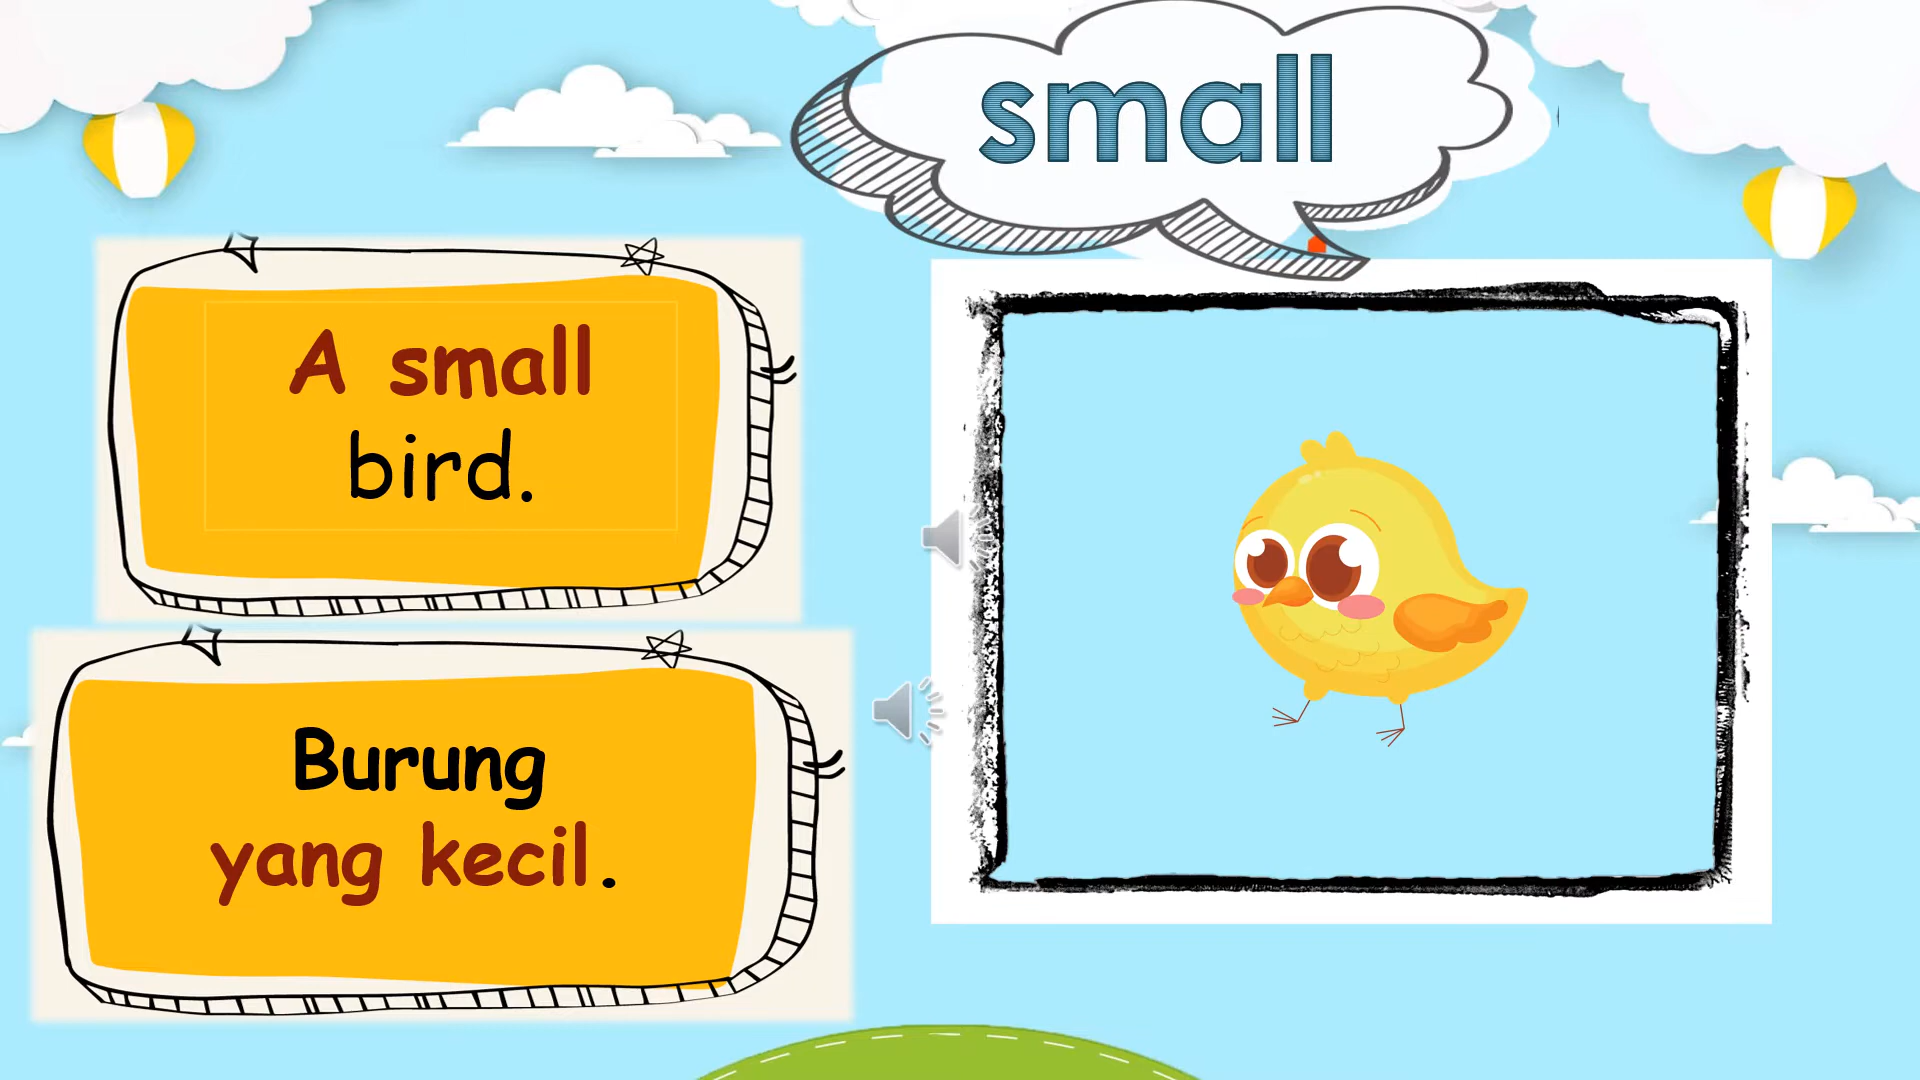 small
A small
bird.
Burung
yang kecil.